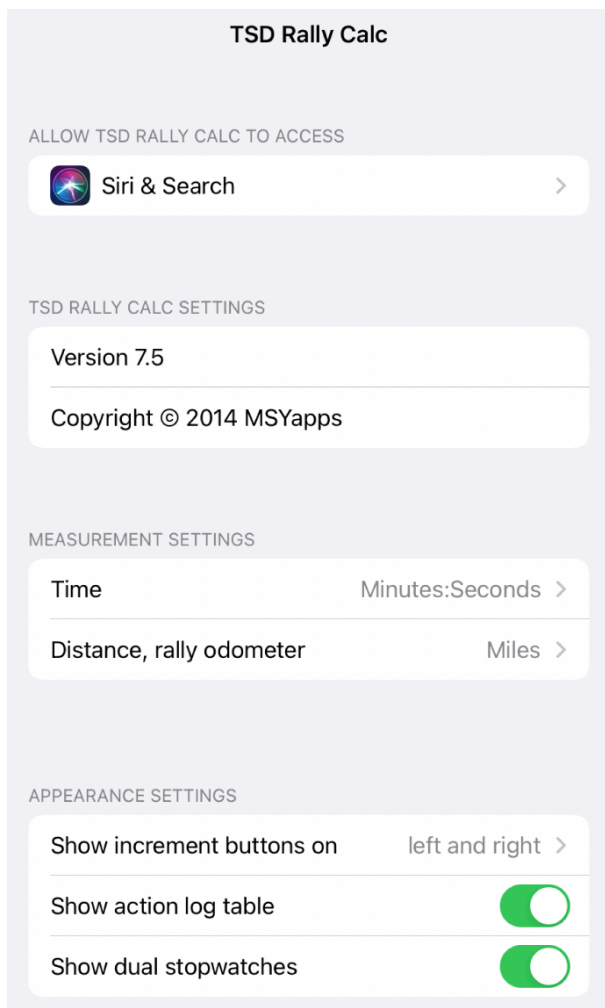 TSD Rally Calc
ALLOW TSD RALLY CALC TO ACCESS
Siri & Search
TSD RALLY CALC SETTINGS
Version 7.5
Copyright © 2014 MSYapps
MEASUREMENT SETTINGS
Time Minutes:Seconds
Distance, rally odometer Miles
APPEARANCE SETTINGS
Show increment buttons on left and right
Show action log table
Show dual stopwatches